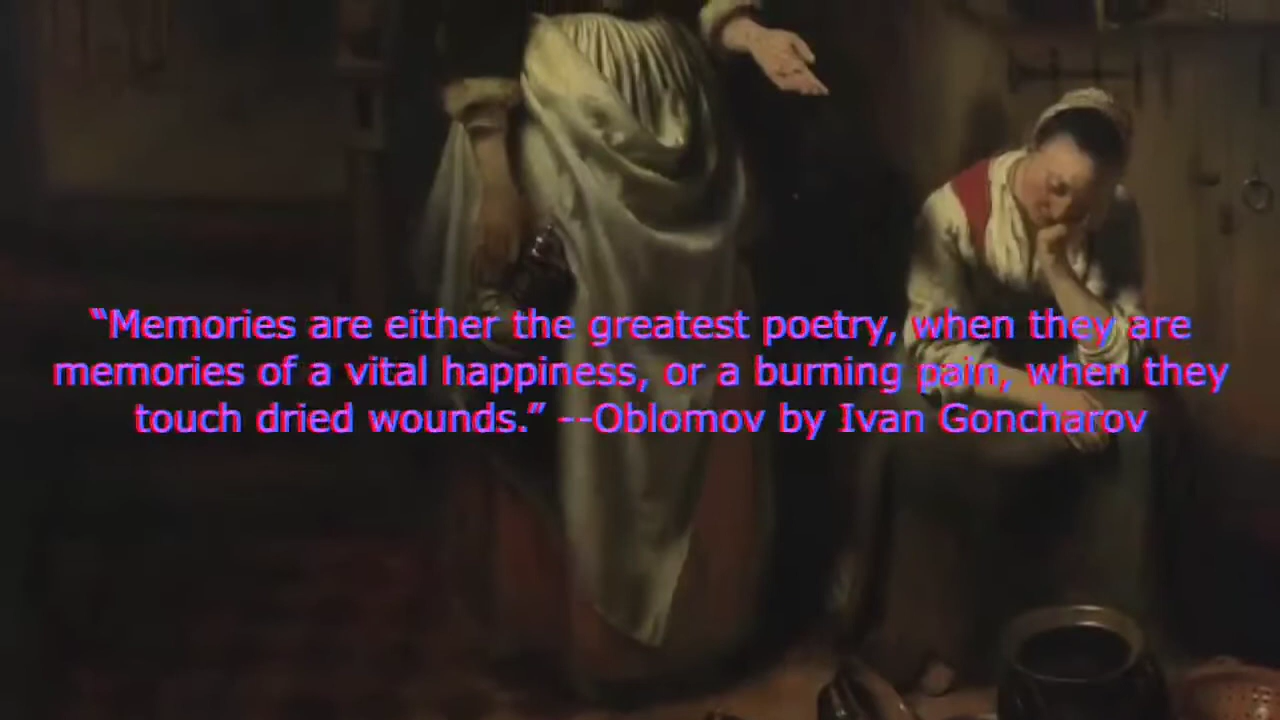 “Memories are either the greatest poetry, when they are
memories of a vital happiness, or a burning pain, when they
touch dried wounds.” --Oblomov by Ivan Goncharov